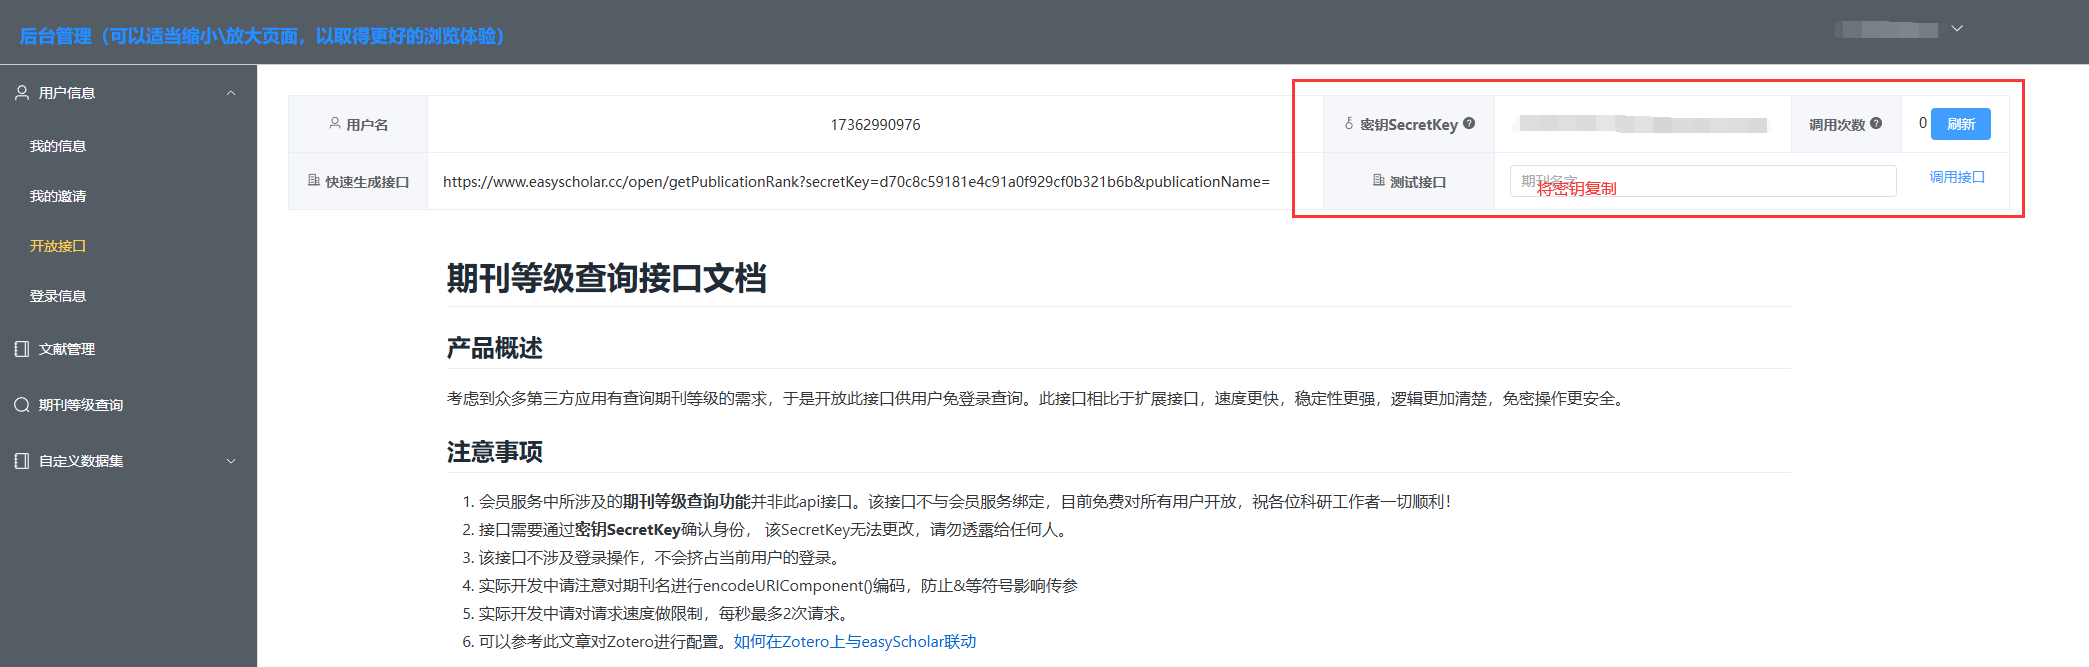 后台管理（可以适当缩小\放大页面，以取得更好的浏览体验）
用户信息
我的信息
我的邀请
开放接口
登录信息
文献管理
期刊等级查询
自定义数据集
用户名 17362990976 密钥SecretKey 调用次数 0 刷新
快速生成接口 https://www.easyscholar.cc/open/getPublicationRank?secretKey=d70c8c59181e4c91a0f929cf0b321b6b&publicationName= 测试接口 期刊名字 调用接口
将密钥复制
期刊等级查询接口文档
产品概述
考虑到众多第三方应用有查询期刊等级的需求，于是开放此接口供用户免登录查询。此接口相比于扩展接口，速度更快，稳定性更强，逻辑更加清楚，免密操作更安全。
注意事项
1. 会员服务中所涉及的期刊等级查询功能并非此api接口。该接口不与会员服务绑定，目前免费对所有用户开放，祝各位科研工作者一切顺利！
2. 接口需要通过密钥SecretKey确认身份， 该SecretKey无法更改，请勿透露给任何人。
3. 该接口不涉及登录操作，不会挤占当前用户的登录。
4. 实际开发中请注意对期刊名进行encodeURIComponent()编码，防止&等符号影响传参
5. 实际开发中请对请求速度做限制，每秒最多2次请求。
6. 可以参考此文章对Zotero进行配置。如何在Zotero上与easyScholar联动